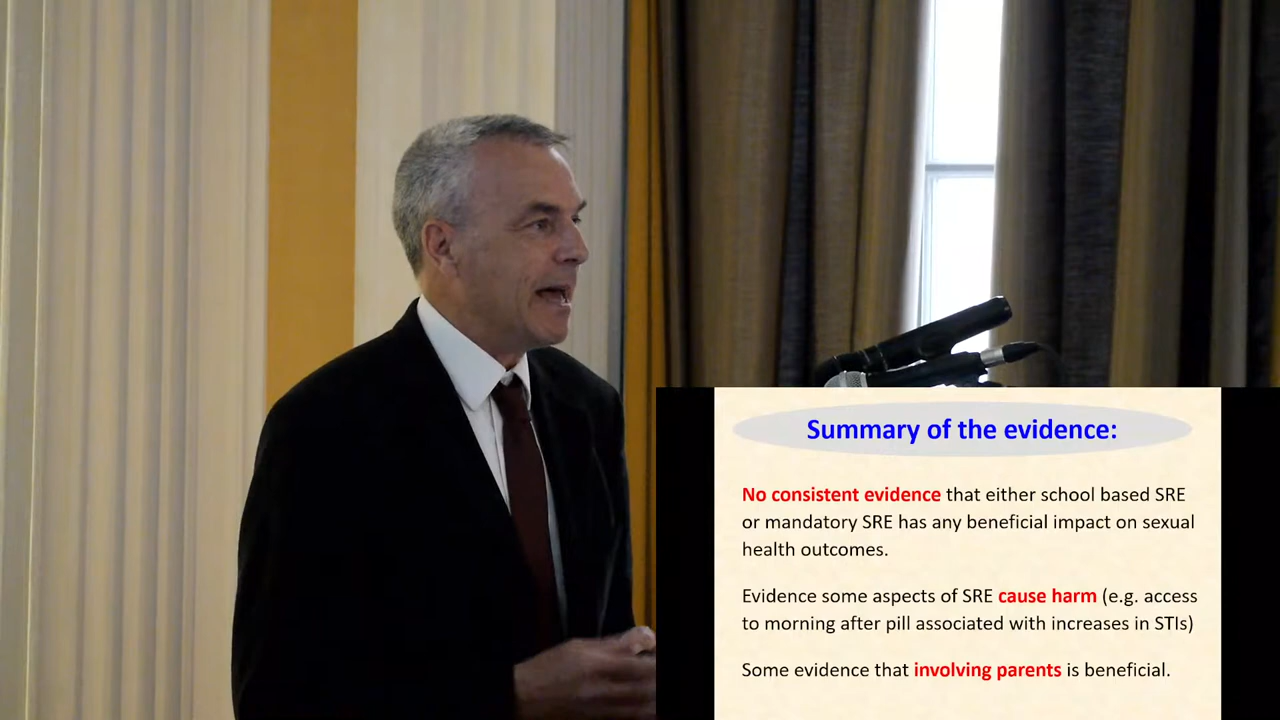 Summary of the evidence:
No consistent evidence that either school based SRE
or mandatory SRE has any beneficial impact on sexual
health outcomes.
Evidence some aspects of SRE cause harm (e.g. access
to morning after pill associated with increases in STIs)
Some evidence that involving parents is beneficial.